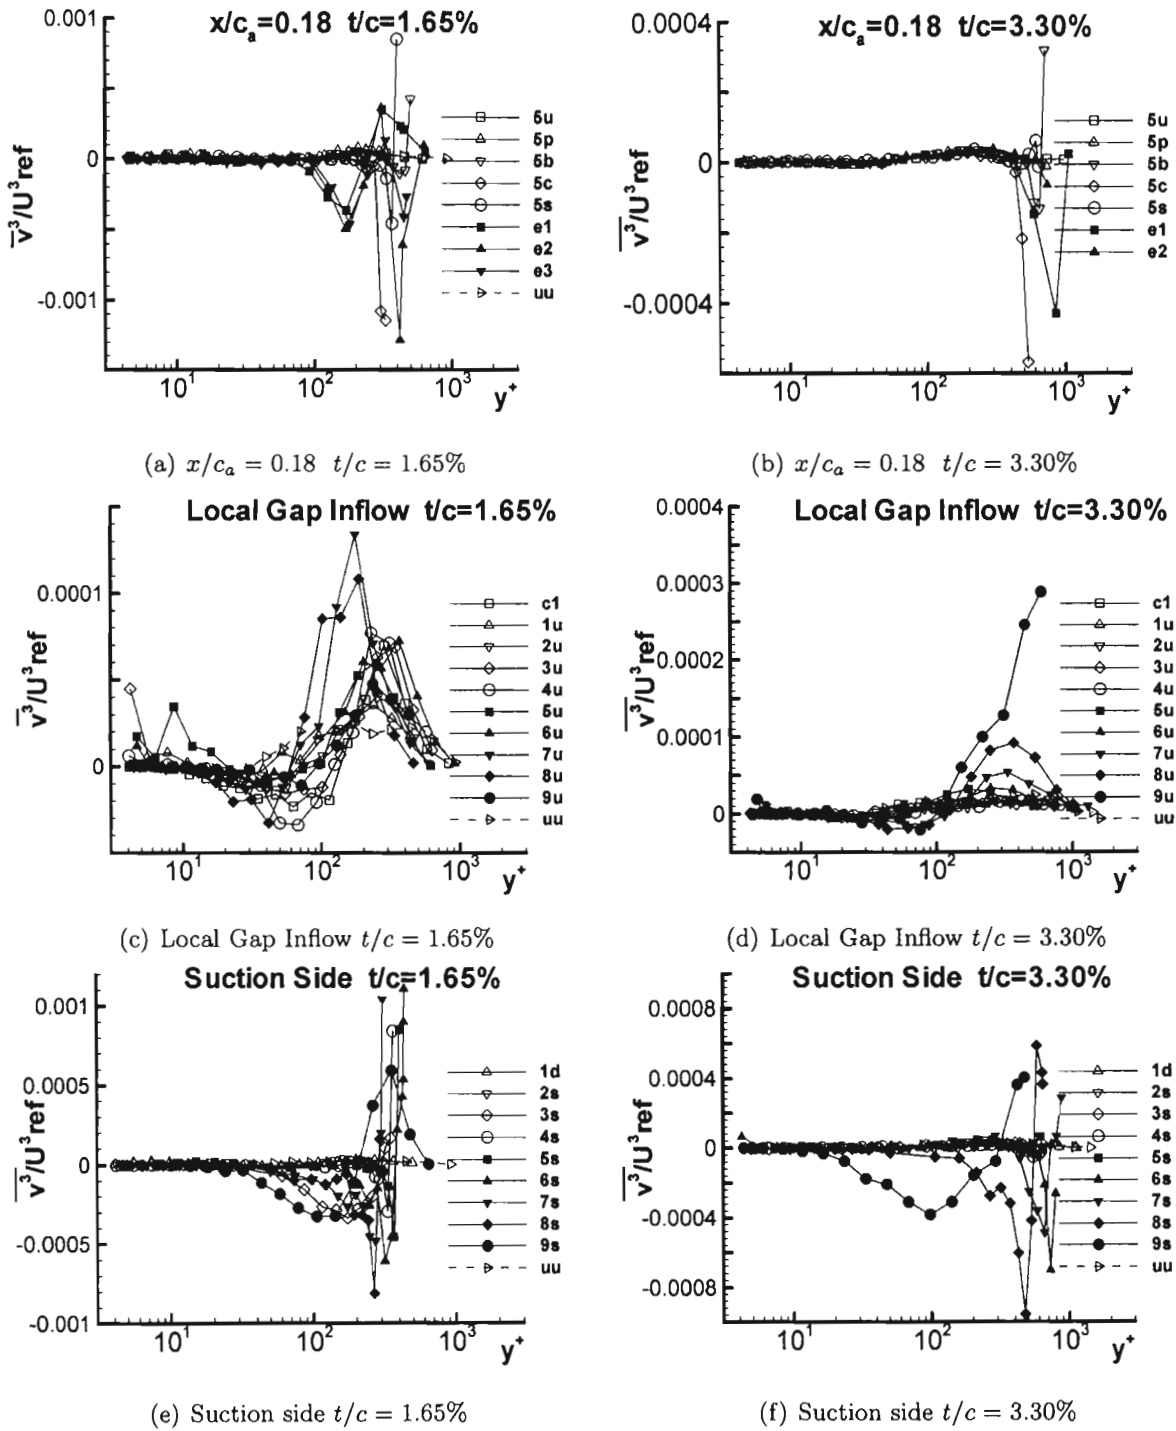 x/ca=0.18 t/c=1.65%
0.001
0
-0.001
v³/U³ref
10¹
10²
10³
y⁺
5u
5p
5b
5c
5s
e1
e2
e3
uu
(a) x/ca = 0.18 t/c = 1.65%
x/ca=0.18 t/c=3.30%
0.0004
0
-0.0004
v³/U³ref
10¹
10²
10³
y⁺
5u
5p
5b
5c
5s
e1
e2
(b) x/ca = 0.18 t/c = 3.30%
Local Gap Inflow t/c=1.65%
0.0001
0
v³/U³ref
10¹
10²
10³
y⁺
c1
1u
2u
3u
4u
5u
6u
7u
8u
9u
uu
(c) Local Gap Inflow t/c = 1.65%
Local Gap Inflow t/c=3.30%
0.0004
0.0003
0.0002
0.0001
0
v³/U³ref
10¹
10²
10³
y⁺
c1
1u
2u
3u
4u
5u
6u
7u
8u
9u
uu
(d) Local Gap Inflow t/c = 3.30%
Suction Side t/c=1.65%
0.001
0.0005
0
-0.0005
-0.001
v³/U³ref
10¹
10²
10³
y⁺
1d
2s
3s
4s
5s
6s
7s
8s
9s
uu
(e) Suction side t/c = 1.65%
Suction Side t/c=3.30%
0.0008
0.0004
0
-0.0004
-0.0008
v³/U³ref
10¹
10²
10³
y⁺
1d
2s
3s
4s
5s
6s
7s
8s
9s
uu
(f) Suction side t/c = 3.30%